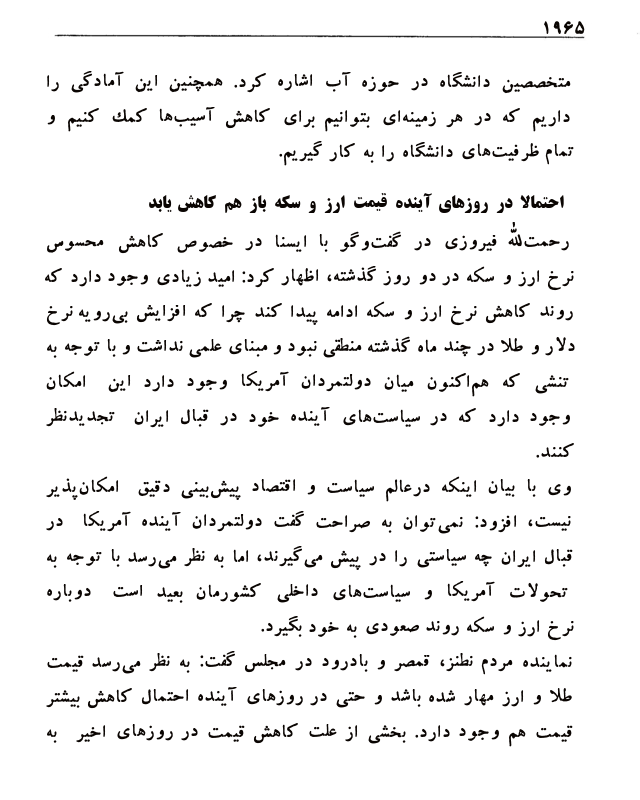 ۱۹۶۵
متخصصین دانشگاه در حوزه آب اشاره کرد. همچنین این آمادگی را
داریم که در هر زمینه‌ای بتوانیم برای کاهش آسیب‌ها کمك کنیم و
تمام ظرفیت‌های دانشگاه را به کار گیریم.
احتمالا در روزهای آینده قیمت ارز و سکه باز هم کاهش یابد
رحمت‌الله فیروزی در گفت‌وگو با ایسنا در خصوص کاهش محسوس
نرخ ارز و سکه در دو روز گذشته، اظهار کرد: امید زیادی وجود دارد که
روند کاهش نرخ ارز و سکه ادامه پیدا کند چرا که افزایش بی‌رویه نرخ
دلار و طلا در چند ماه گذشته منطقی نبود و مبنای علمی نداشت و با توجه به
تنشی که هم‌اکنون میان دولتمردان آمریکا وجود دارد این امکان
وجود دارد که در سیاست‌های آینده خود در قبال ایران تجدیدنظر
کنند.
وی با بیان اینکه درعالم سیاست و اقتصاد پیش‌بینی دقیق امکان‌پذیر
نیست، افزود: نمی‌توان به صراحت گفت دولتمردان آینده آمریکا در
قبال ایران چه سیاستی را در پیش می‌گیرند، اما به نظر می‌رسد با توجه به
تحولات آمریکا و سیاست‌های داخلی کشورمان بعید است دوباره
نرخ ارز و سکه روند صعودی به خود بگیرد.
نماینده مردم نطنز، قمصر و بادرود در مجلس گفت: به نظر می‌رسد قیمت
طلا و ارز مهار شده باشد و حتی در روزهای آینده احتمال کاهش بیشتر
قیمت هم وجود دارد. بخشی از علت کاهش قیمت در روزهای اخیر به